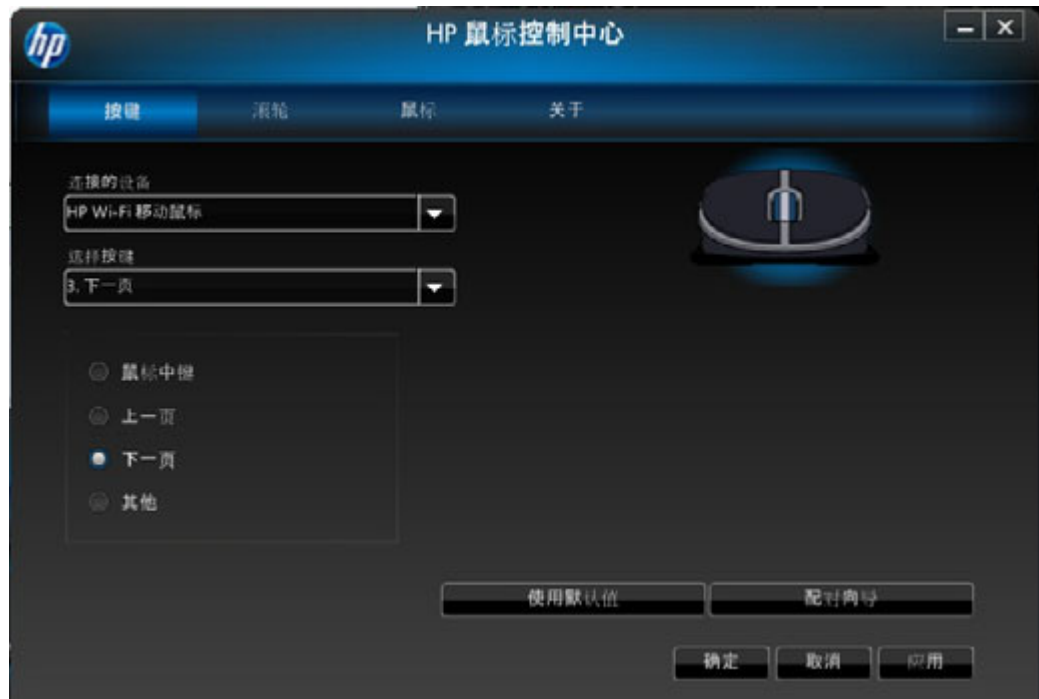 hp
HP 鼠标控制中心
按键 滚轮 鼠标 关于
连接的设备
HP Wi-Fi 移动鼠标
选择按键
3. 下一页
鼠标中键
上一页
下一页
其他
使用默认值 配对向导
确定 取消 应用